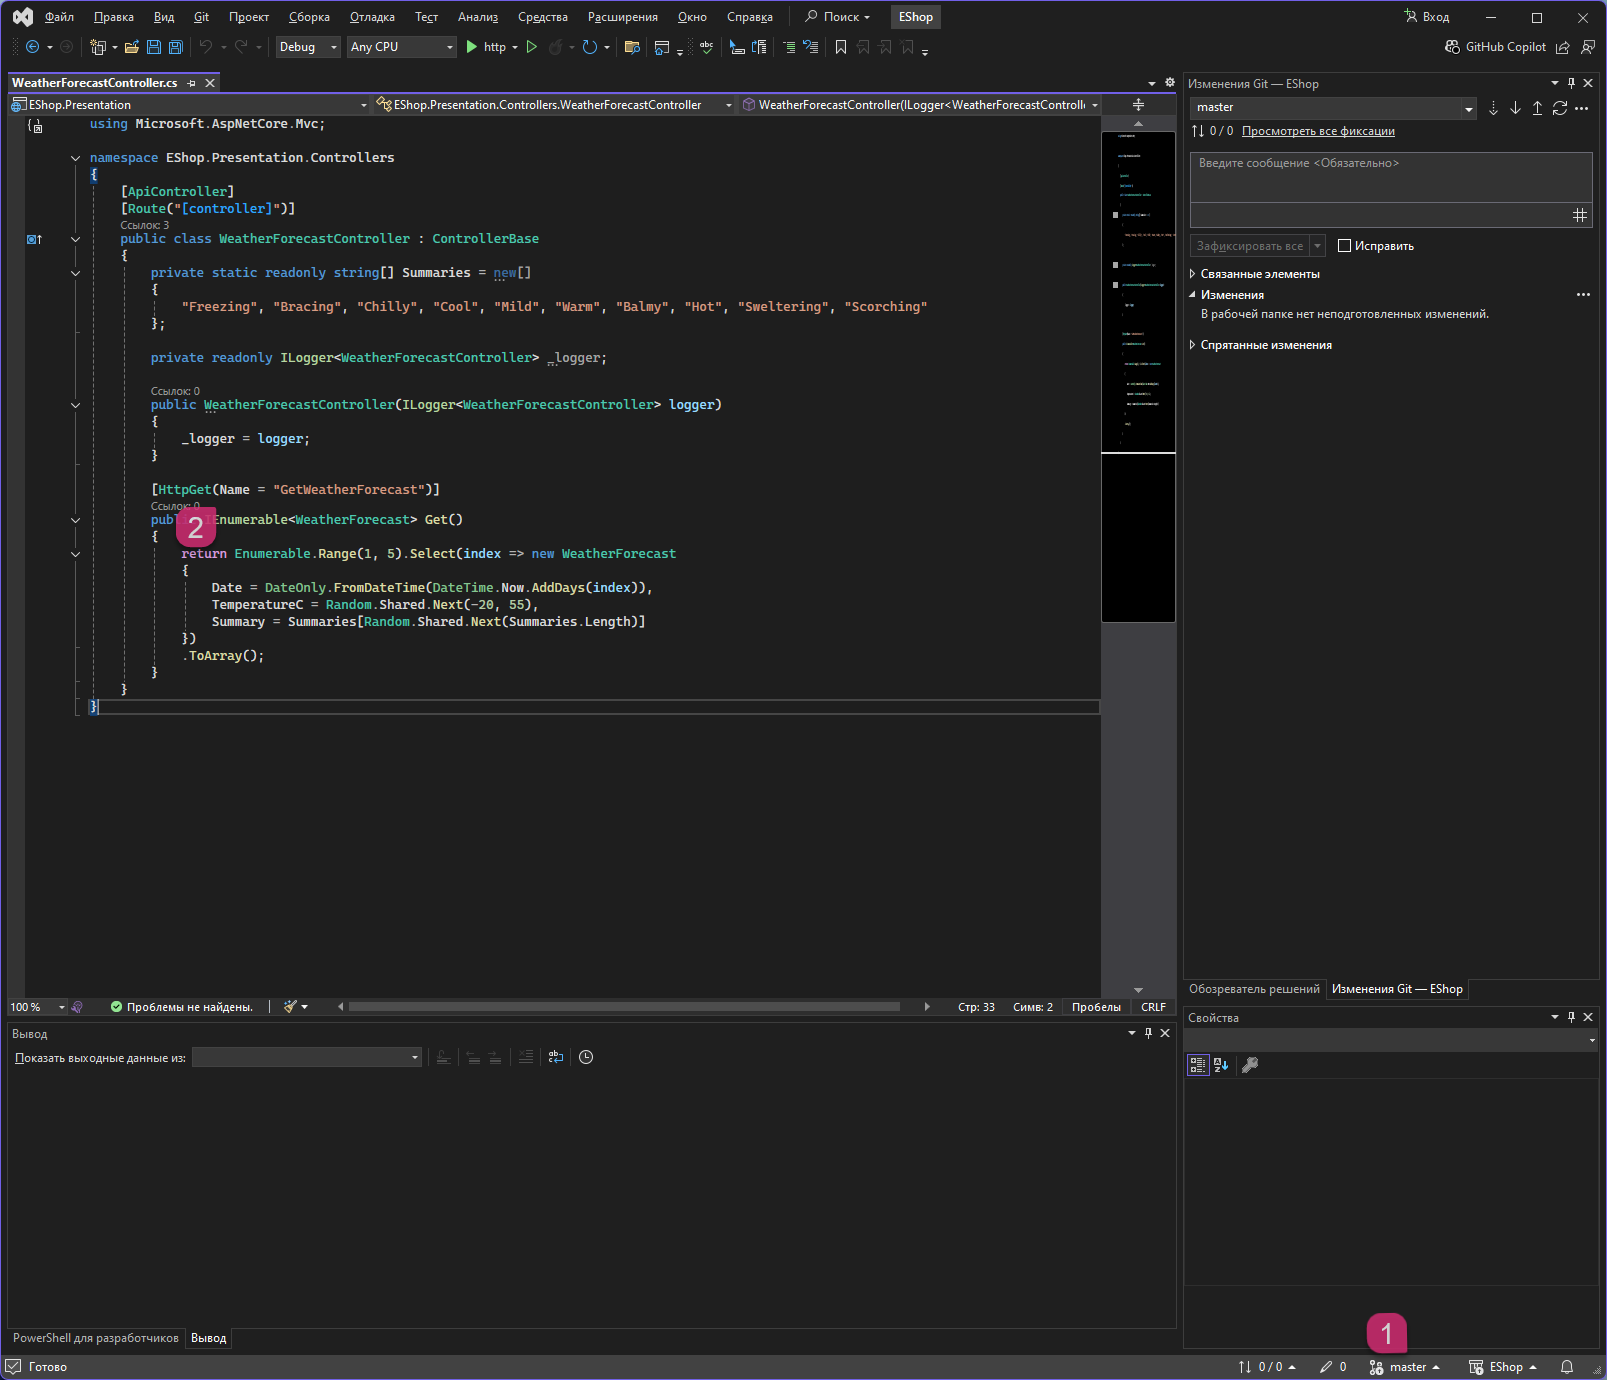 Файл Правка Вид Git Проект Сборка Отладка Тест Анализ Средства Расширения Окно Справка Поиск EShop Вход
Debug Any CPU http abc GitHub Copilot
WeatherForecastController.cs
EShop.Presentation EShop.Presentation.Controllers.WeatherForecastController WeatherForecastController(ILogger<WeatherForecastControlle
using Microsoft.AspNetCore.Mvc;
namespace EShop.Presentation.Controllers
{
[ApiController]
[Route("[controller]")]
Ссылок: 3
public class WeatherForecastController : ControllerBase
{
private static readonly string[] Summaries = new[]
{
"Freezing", "Bracing", "Chilly", "Cool", "Mild", "Warm", "Balmy", "Hot", "Sweltering", "Scorching"
};
private readonly ILogger<WeatherForecastController> _logger;
Ссылок: 0
public WeatherForecastController(ILogger<WeatherForecastController> logger)
{
_logger = logger;
}
[HttpGet(Name = "GetWeatherForecast")]
Ссылок: 0
2
public IEnumerable<WeatherForecast> Get()
{
return Enumerable.Range(1, 5).Select(index => new WeatherForecast
{
Date = DateOnly.FromDateTime(DateTime.Now.AddDays(index)),
TemperatureC = Random.Shared.Next(-20, 55),
Summary = Summaries[Random.Shared.Next(Summaries.Length)]
})
.ToArray();
}
}
}
100 % Проблемы не найдены. Стр: 33 Симв: 2 Пробелы CRLF
Вывод
Показать выходные данные из:
PowerShell для разработчиков Вывод
Изменения Git — EShop
master
0 / 0 Просмотреть все фиксации
Введите сообщение <Обязательно>
Зафиксировать все Исправить
Связанные элементы
Изменения
В рабочей папке нет неподготовленных изменений.
Спрятанные изменения
Обозреватель решений Изменения Git — EShop
Свойства
1
Готово 0 / 0 0 master EShop